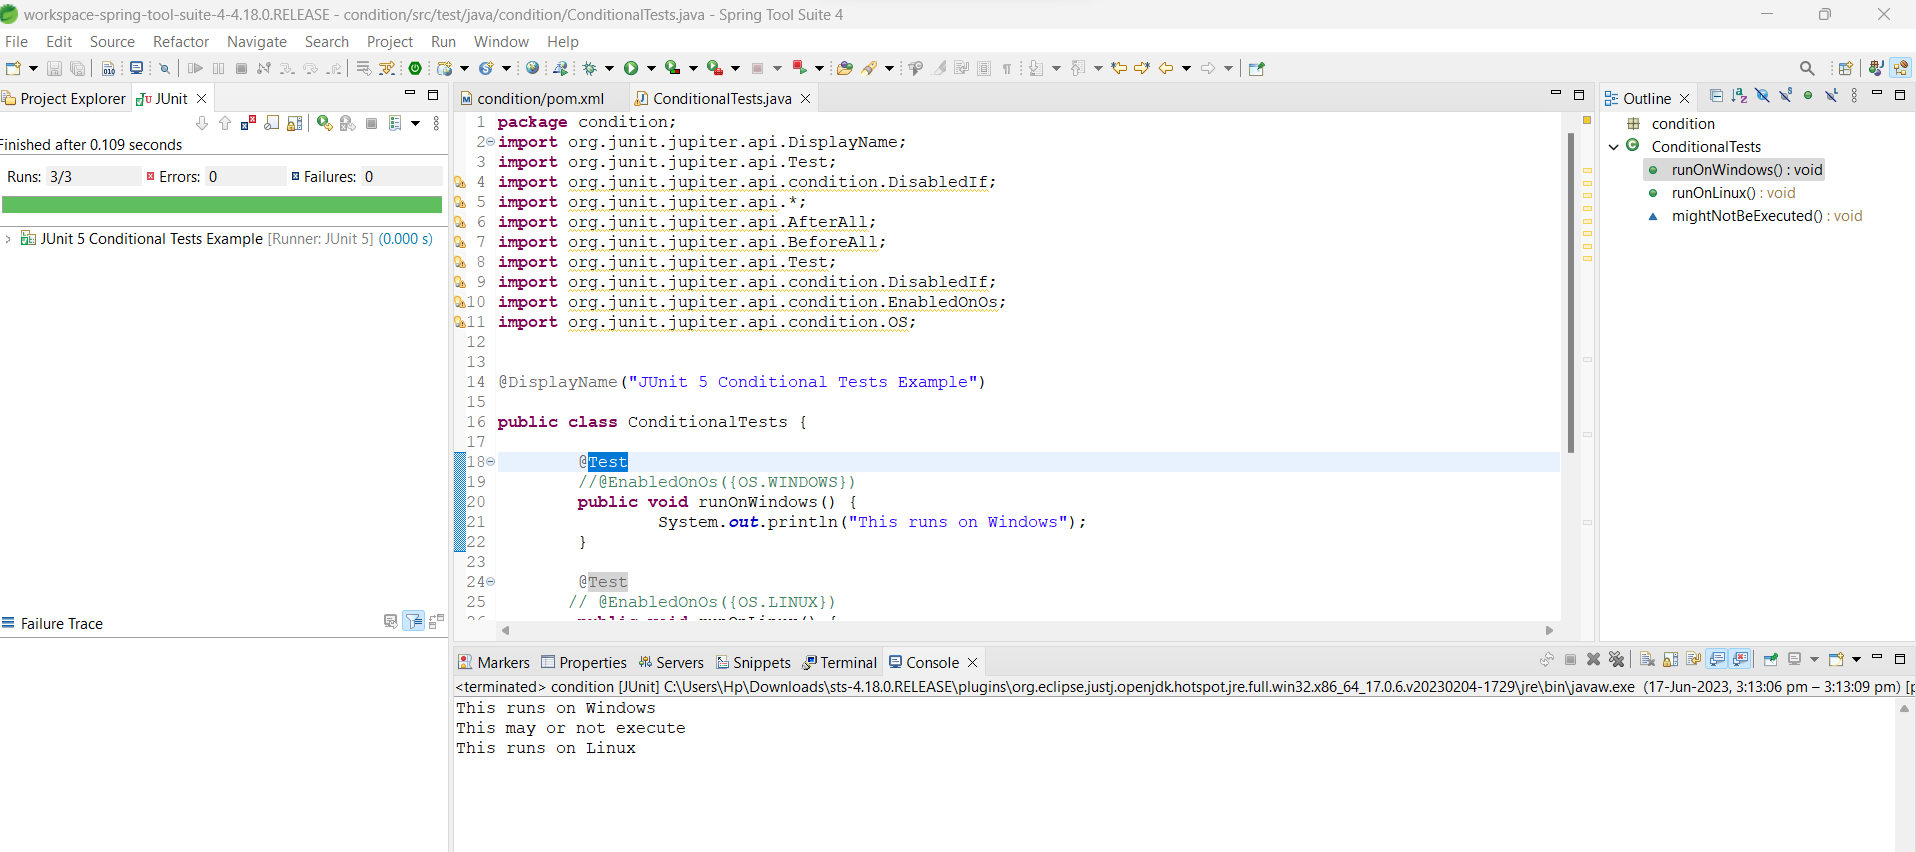 workspace-spring-tool-suite-4-4.18.0.RELEASE - condition/src/test/java/condition/ConditionalTests.java - Spring Tool Suite 4
File Edit Source Refactor Navigate Search Project Run Window Help
Project Explorer JUnit
Finished after 0.109 seconds
Runs: 3/3 Errors: 0 Failures: 0
JUnit 5 Conditional Tests Example [Runner: JUnit 5] (0.000 s)
Failure Trace
condition/pom.xml ConditionalTests.java
1 package condition;
2 import org.junit.jupiter.api.DisplayName;
3 import org.junit.jupiter.api.Test;
4 import org.junit.jupiter.api.condition.DisabledIf;
5 import org.junit.jupiter.api.*;
6 import org.junit.jupiter.api.AfterAll;
7 import org.junit.jupiter.api.BeforeAll;
8 import org.junit.jupiter.api.Test;
9 import org.junit.jupiter.api.condition.DisabledIf;
10 import org.junit.jupiter.api.condition.EnabledOnOs;
11 import org.junit.jupiter.api.condition.OS;
12
13
14 @DisplayName("JUnit 5 Conditional Tests Example")
15
16 public class ConditionalTests {
17
18 @Test
19 //@EnabledOnOs({OS.WINDOWS})
20 public void runOnWindows() {
21 System.out.println("This runs on Windows");
22 }
23
24 @Test
25 // @EnabledOnOs({OS.LINUX})
26 public void runOnLinux() {
Outline
condition
ConditionalTests
runOnWindows() : void
runOnLinux() : void
mightNotBeExecuted() : void
Markers Properties Servers Snippets Terminal Console
<terminated> condition [JUnit] C:\Users\Hp\Downloads\sts-4.18.0.RELEASE\plugins\org.eclipse.justj.openjdk.hotspot.jre.full.win32.x86_64_17.0.6.v20230204-1729\jre\bin\javaw.exe (17-Jun-2023, 3:13:06 pm – 3:13:09 pm) [p
This runs on Windows
This may or not execute
This runs on Linux